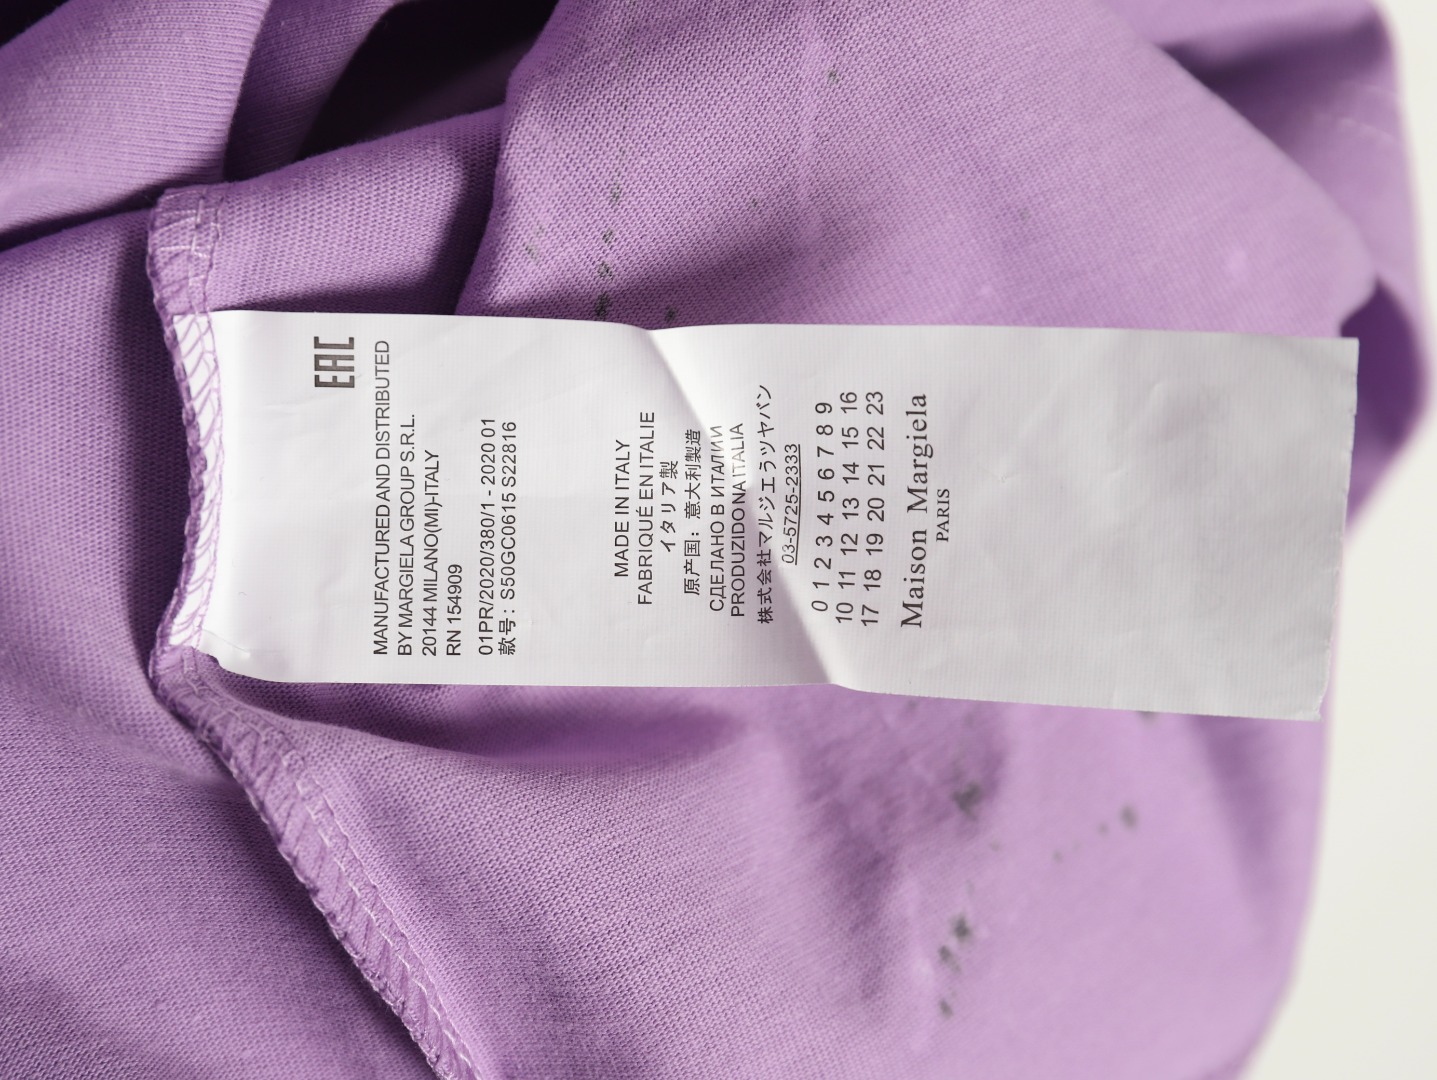 EAC
MANUFACTURED AND DISTRIBUTED
BY MARGIELA GROUP S.R.L.
20144 MILANO(MI)-ITALY
RN 154909
01PR/2020/380/1 - 2020 01
款号：S50GC0615 S22816
MADE IN ITALY
FABRIQUÉ EN ITALIE
イタリア製
原产国：意大利製造
СДЕЛАНО В ИТАЛИИ
PRODUZIDO NA ITALIA
株式会社マルジエラツヤバン
03-5725-2333
0 1 2 3 4 5 6 7 8 9
10 11 12 13 14 15 16
17 18 19 20 21 22 23
Maison Margiela
PARIS